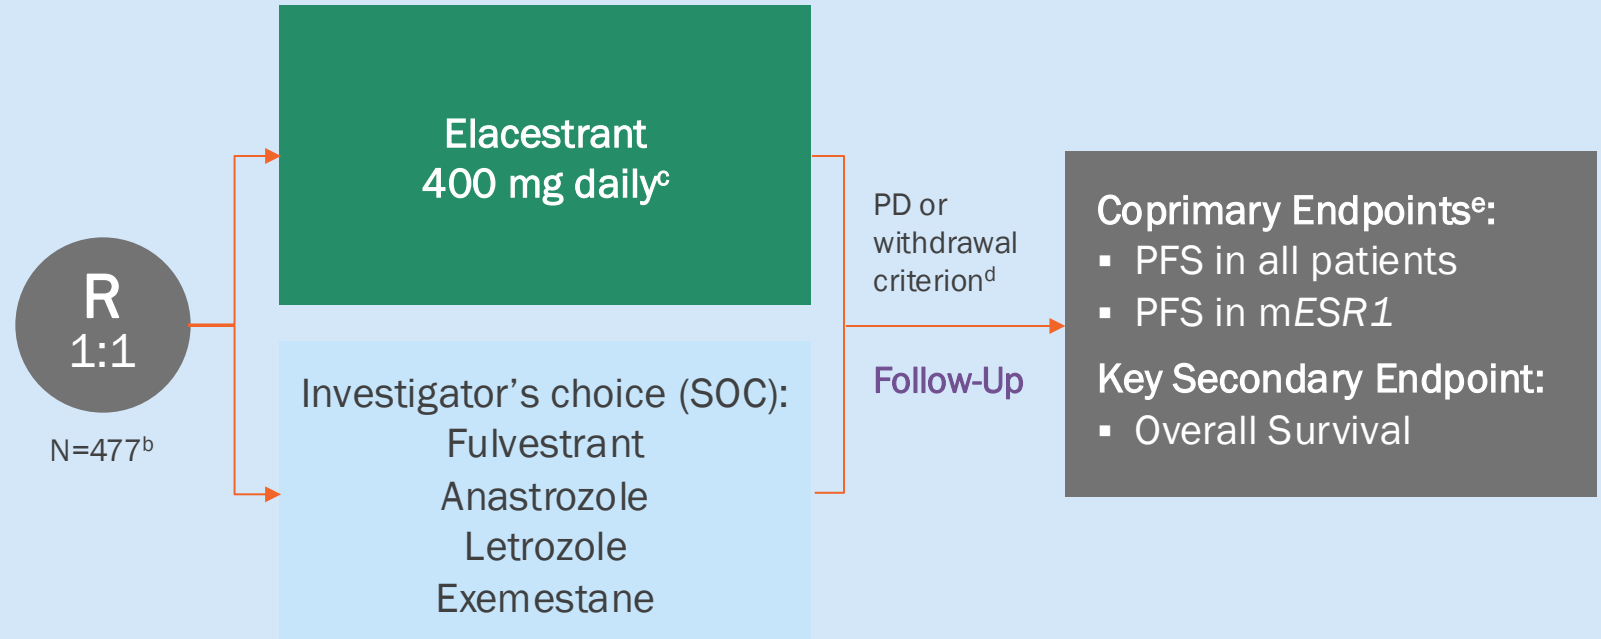 R
1:1
N=477ᵇ
Elacestrant
400 mg dailyᶜ
Investigator’s choice (SOC):
Fulvestrant
Anastrozole
Letrozole
Exemestane
PD or
withdrawal
criterionᵈ
Follow-Up
Coprimary Endpointsᵉ:
▪ PFS in all patients
▪ PFS in mESR1
Key Secondary Endpoint:
▪ Overall Survival